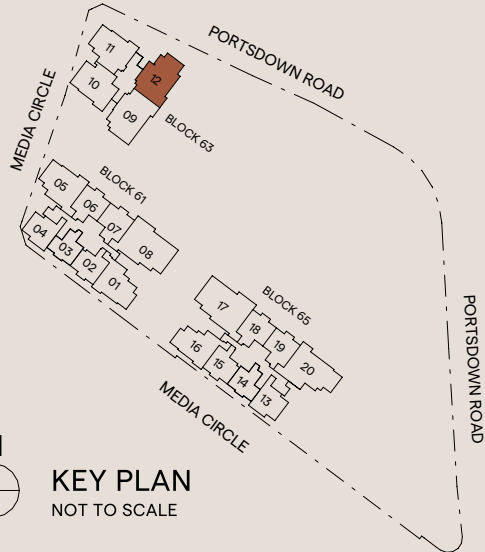 PORTSDOWN ROAD
MEDIA CIRCLE
11
12
10
09
BLOCK 63
BLOCK 61
05
06
07
08
04
03
02
01
BLOCK 65
17
18
19
20
16
15
14
13
PORTSDOWN ROAD
MEDIA CIRCLE
KEY PLAN
NOT TO SCALE